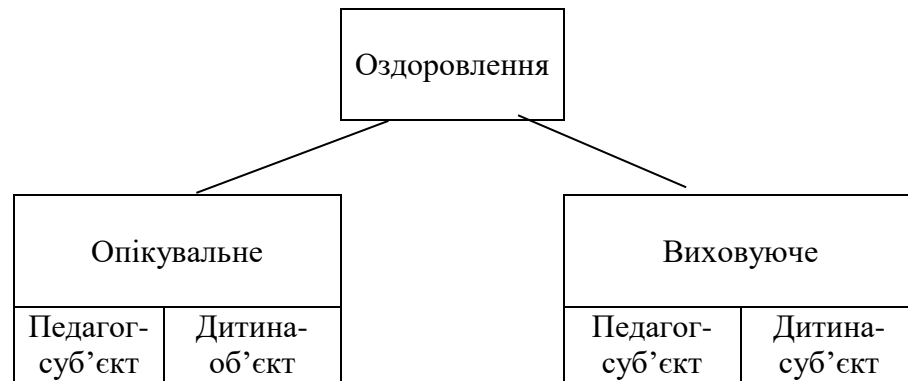 Оздоровлення
Опікувальне
Виховуюче
Педагог-
суб’єкт
Дитина-
об’єкт
Педагог-
суб’єкт
Дитина-
суб’єкт